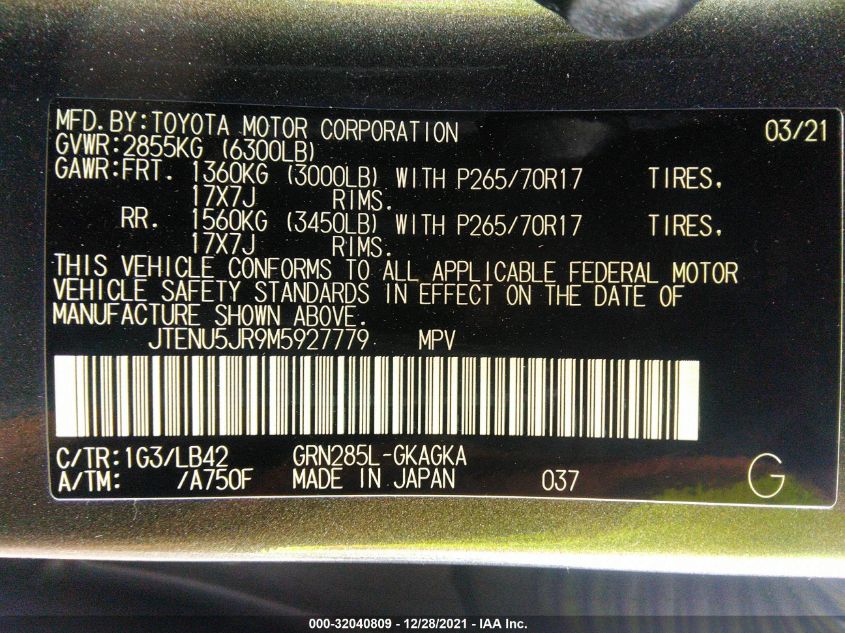 MFD.BY:TOYOTA MOTOR CORPORATION 03/21
GVWR:2855KG (6300LB)
GAWR:FRT. 1360KG (3000LB) WITH P265/70R17 TIRES,
17X7J RIMS.
RR. 1560KG (3450LB) WITH P265/70R17 TIRES,
17X7J RIMS.
THIS VEHICLE CONFORMS TO ALL APPLICABLE FEDERAL MOTOR
VEHICLE SAFETY STANDARDS IN EFFECT ON THE DATE OF
MANUFACTURE SHOWN ABOVE.
JTENU5JR9M5927779 MPV
C/TR:1G3/LB42 GRN285L-GKAGKA
A/TM: /A750F MADE IN JAPAN 037 G
000-32040809 - 12/28/2021 - IAA Inc.